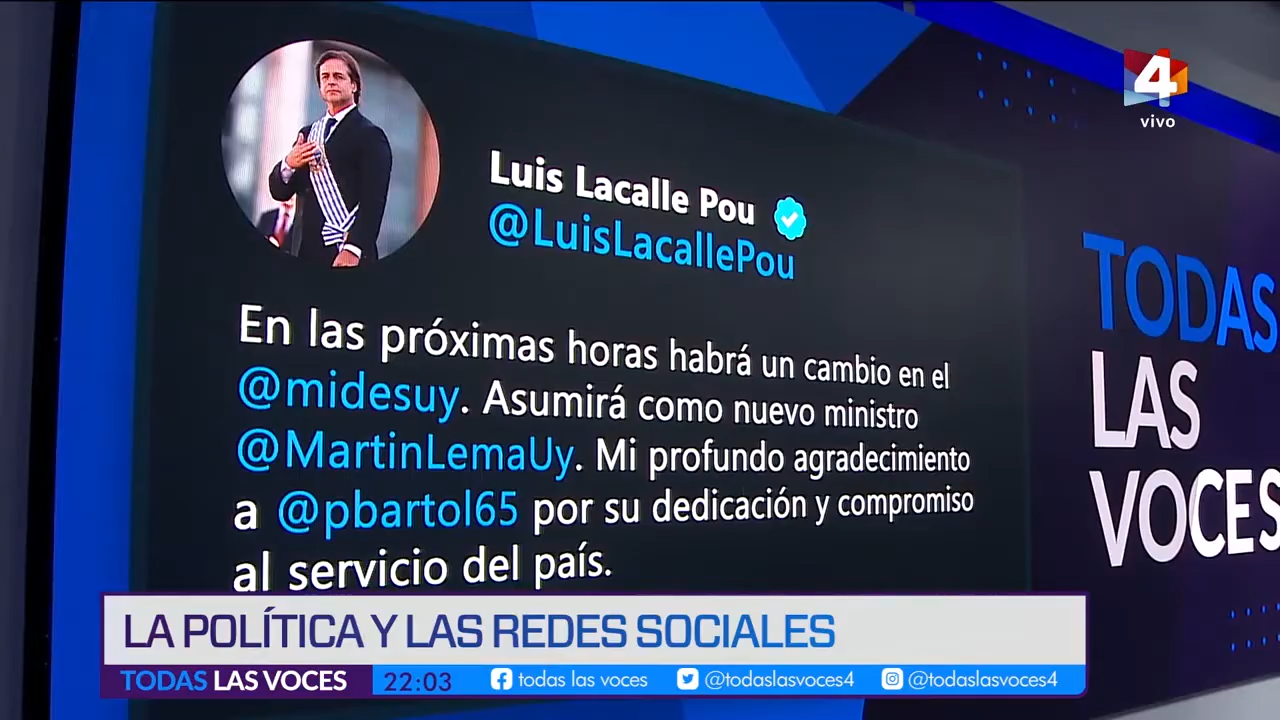 4
vivo
Luis Lacalle Pou
@LuisLacallePou
En las próximas horas habrá un cambio en el
@midesuy. Asumirá como nuevo ministro
@MartinLemaUy. Mi profundo agradecimiento
a @pbartol65 por su dedicación y compromiso
al servicio del país.
TODAS
LAS
VOCES
LA POLÍTICA Y LAS REDES SOCIALES
TODAS LAS VOCES 22:03 todas las voces @todaslasvoces4 @todaslasvoces4